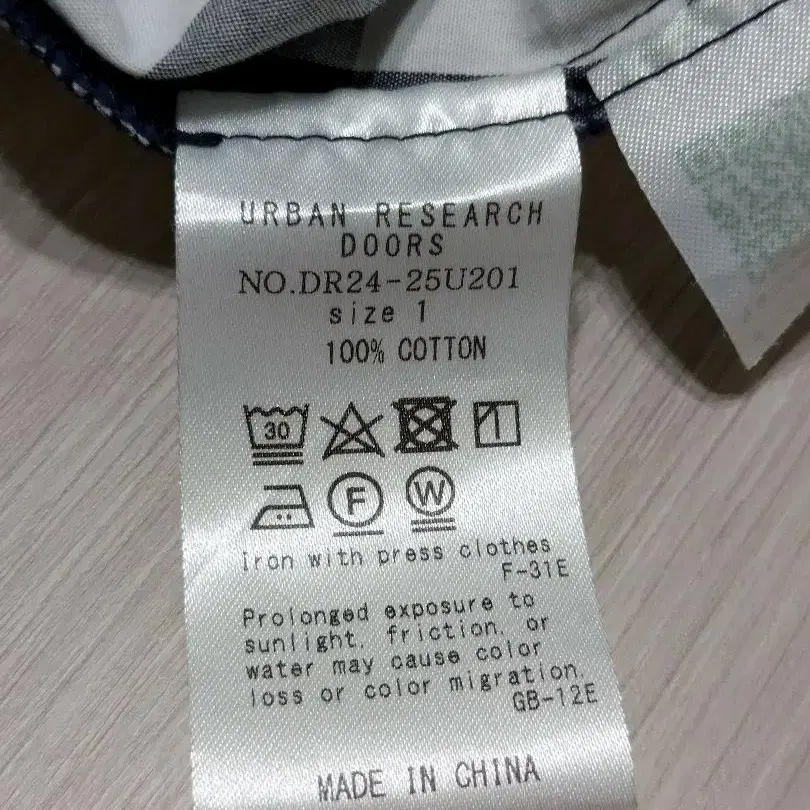 URBAN RESEARCH
DOORS
NO.DR24-25U201
size 1
100% COTTON
30
F W
Iron with press clothes
F-31E
Prolonged exposure to
sunlight, friction, or
water may cause color
loss or color migration.
GB-12E
MADE IN CHINA